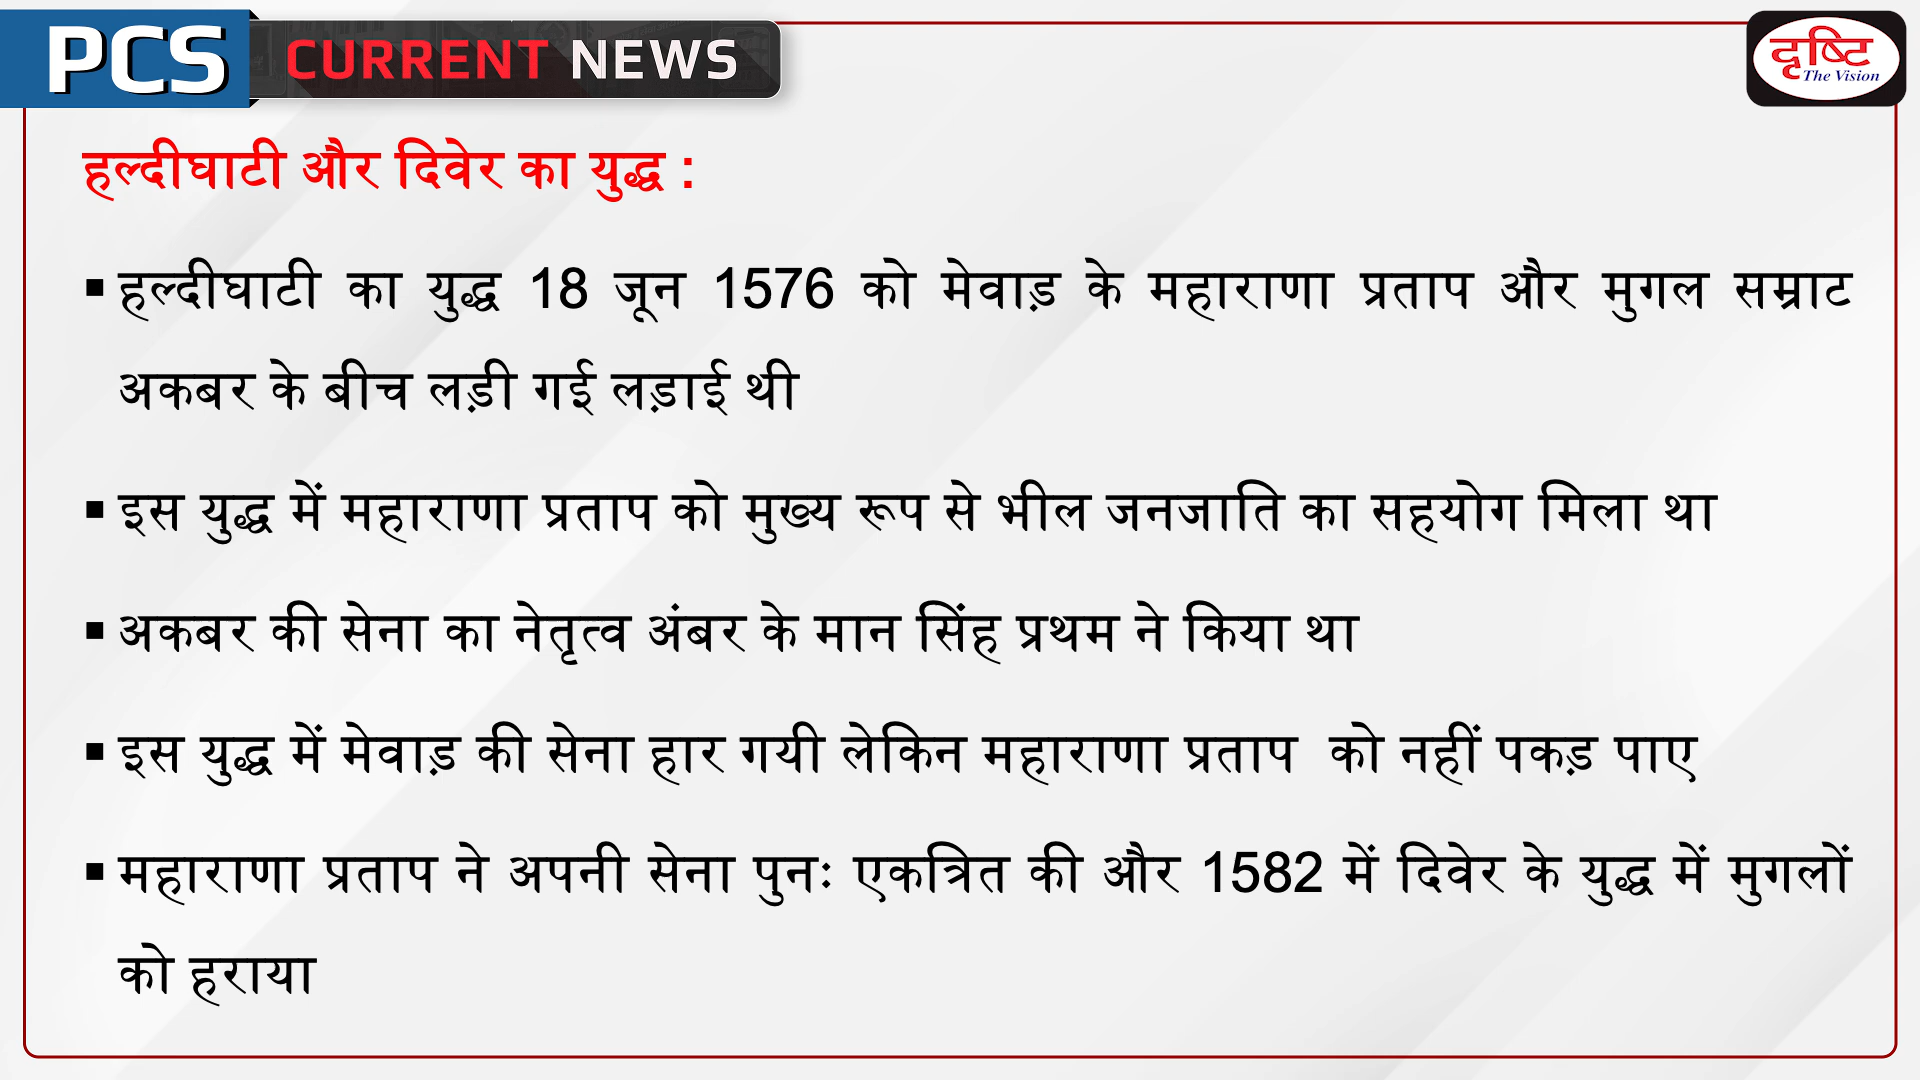 PCS CURRENT NEWS
दृष्टि
The Vision
हल्दीघाटी और दिवेर का युद्ध :
▪ हल्दीघाटी का युद्ध 18 जून 1576 को मेवाड़ के महाराणा प्रताप और मुगल सम्राट
अकबर के बीच लड़ी गई लड़ाई थी
▪ इस युद्ध में महाराणा प्रताप को मुख्य रूप से भील जनजाति का सहयोग मिला था
▪ अकबर की सेना का नेतृत्व अंबर के मान सिंह प्रथम ने किया था
▪ इस युद्ध में मेवाड़ की सेना हार गयी लेकिन महाराणा प्रताप  को नहीं पकड़ पाए
▪ महाराणा प्रताप ने अपनी सेना पुनः एकत्रित की और 1582 में दिवेर के युद्ध में मुगलों
को हराया